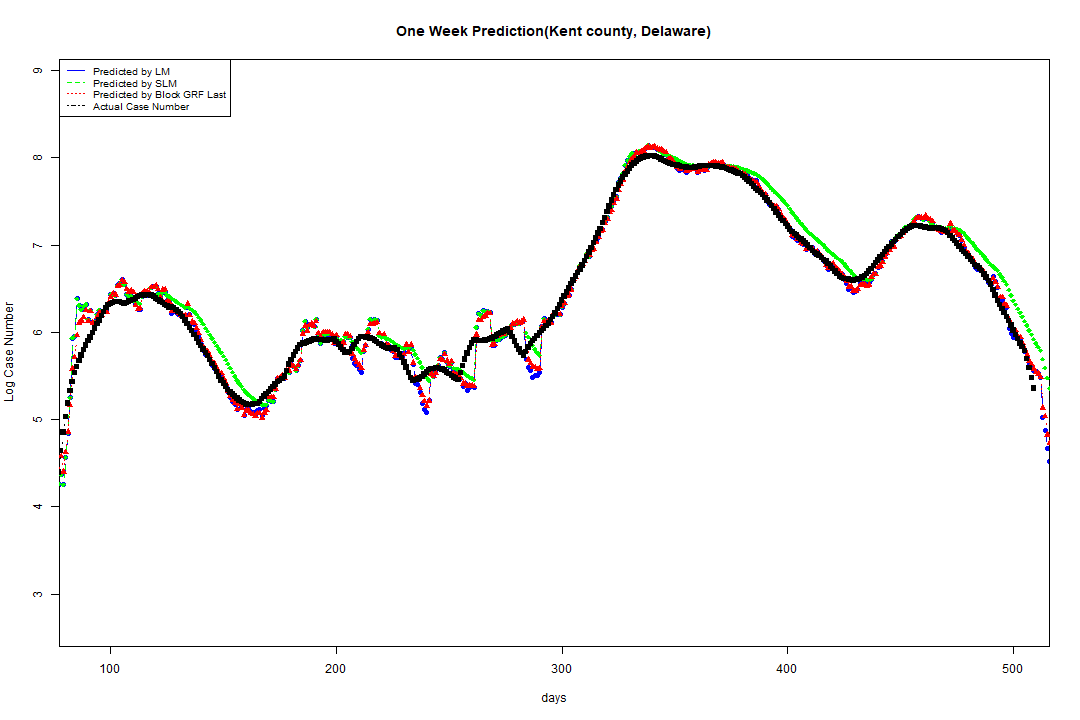 One Week Prediction(Kent county, Delaware)
Predicted by LM
Predicted by SLM
Predicted by Block GRF Last
Actual Case Number
9
8
7
6
5
4
3
Log Case Number
100 200 300 400 500
days